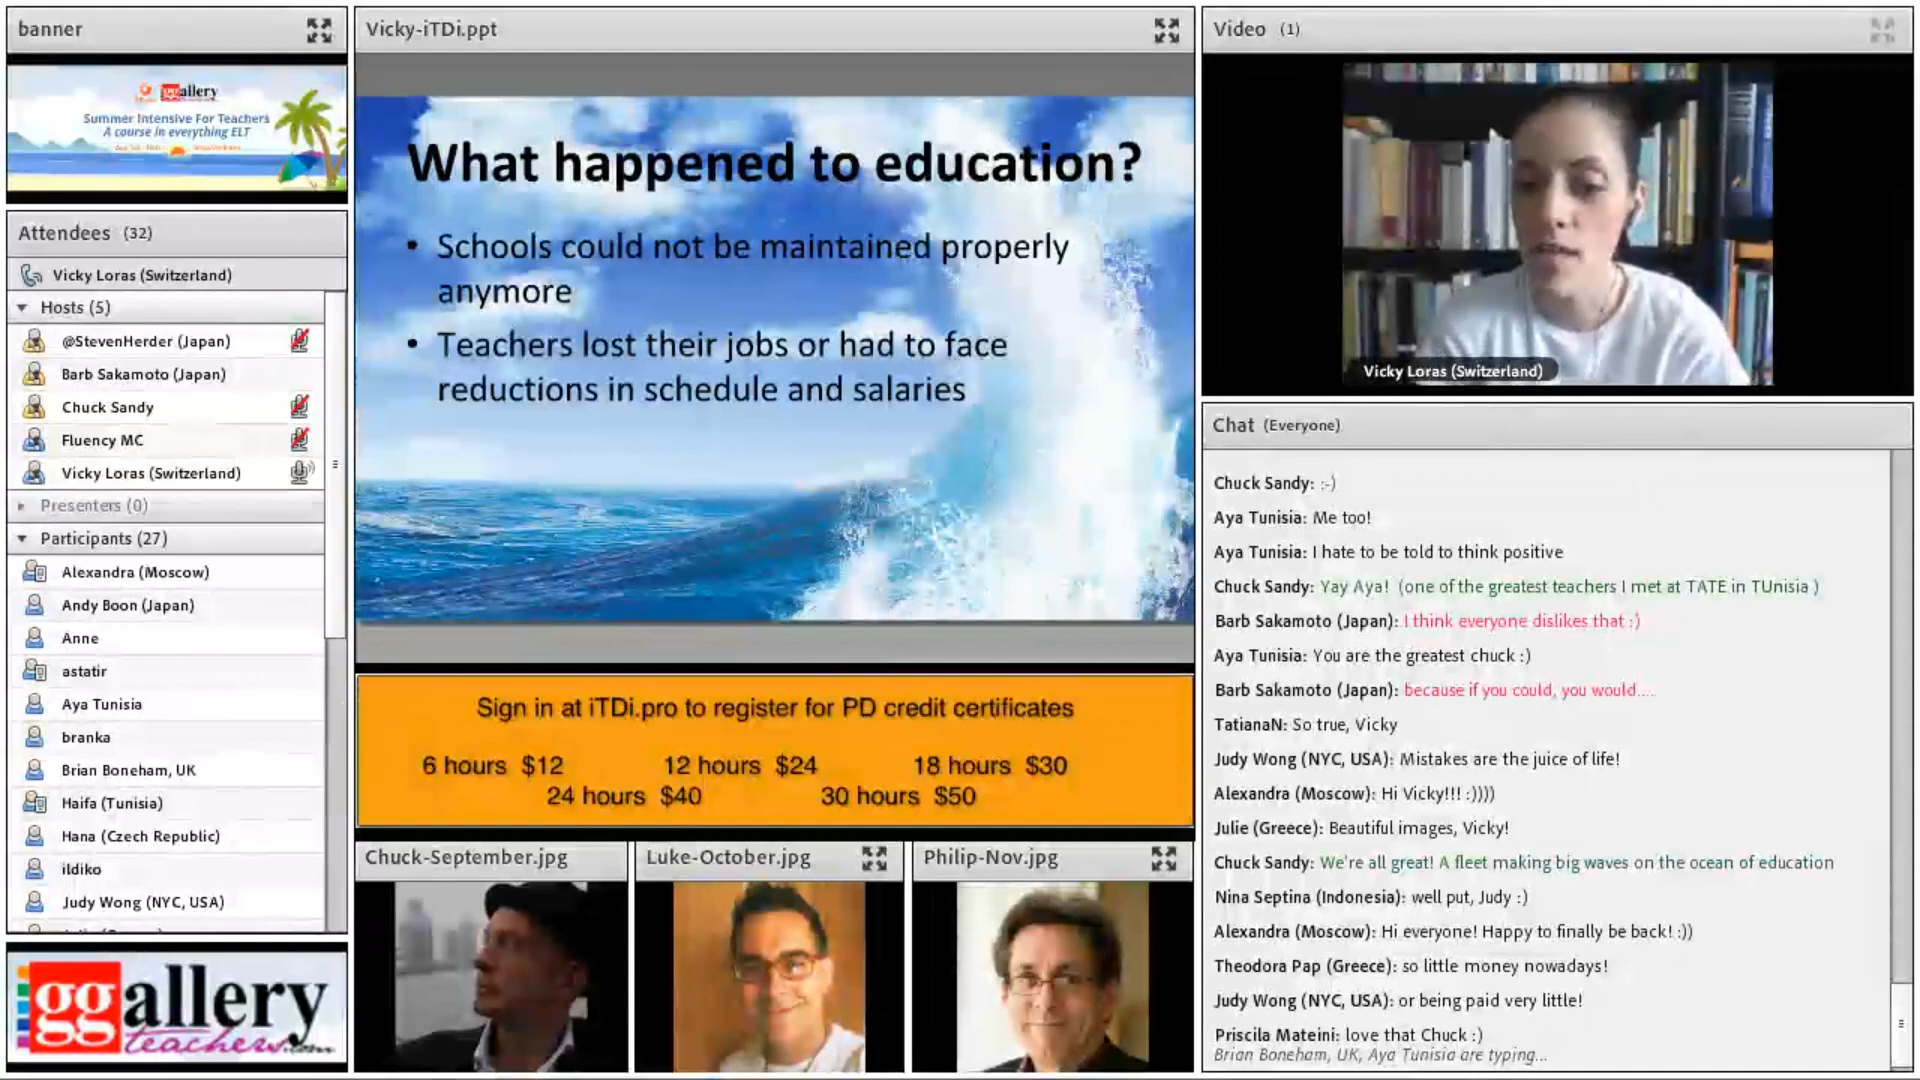 banner
ggallery
Summer Intensive For Teachers
A course in everything ELT
Attendees (32)
Vicky Loras (Switzerland)
Hosts (5)
@StevenHerder (Japan)
Barb Sakamoto (Japan)
Chuck Sandy
Fluency MC
Vicky Loras (Switzerland)
Presenters (0)
Participants (27)
Alexandra (Moscow)
Andy Boon (Japan)
Anne
astatir
Aya Tunisia
branka
Brian Boneham, UK
Haifa (Tunisia)
Hana (Czech Republic)
ildiko
Judy Wong (NYC, USA)
ggallery
teachers.com
Vicky-iTDi.ppt
What happened to education?
• Schools could not be maintained properly
anymore
• Teachers lost their jobs or had to face
reductions in schedule and salaries
Sign in at iTDi.pro to register for PD credit certificates
6 hours $12 12 hours $24 18 hours $30
24 hours $40 30 hours $50
Chuck-September.jpg
Luke-October.jpg
Philip-Nov.jpg
Video (1)
Vicky Loras (Switzerland)
Chat (Everyone)
Chuck Sandy: :-)
Aya Tunisia: Me too!
Aya Tunisia: I hate to be told to think positive
Chuck Sandy: Yay Aya! (one of the greatest teachers I met at TATE in TUnisia )
Barb Sakamoto (Japan): I think everyone dislikes that :)
Aya Tunisia: You are the greatest chuck :)
Barb Sakamoto (Japan): because if you could, you would....
TatianaN: So true, Vicky
Judy Wong (NYC, USA): Mistakes are the juice of life!
Alexandra (Moscow): Hi Vicky!!! :))))
Julie (Greece): Beautiful images, Vicky!
Chuck Sandy: We're all great! A fleet making big waves on the ocean of education
Nina Septina (Indonesia): well put, Judy :)
Alexandra (Moscow): Hi everyone! Happy to finally be back! :))
Theodora Pap (Greece): so little money nowadays!
Judy Wong (NYC, USA): or being paid very little!
Priscila Mateini: love that Chuck :)
Brian Boneham, UK, Aya Tunisia are typing...